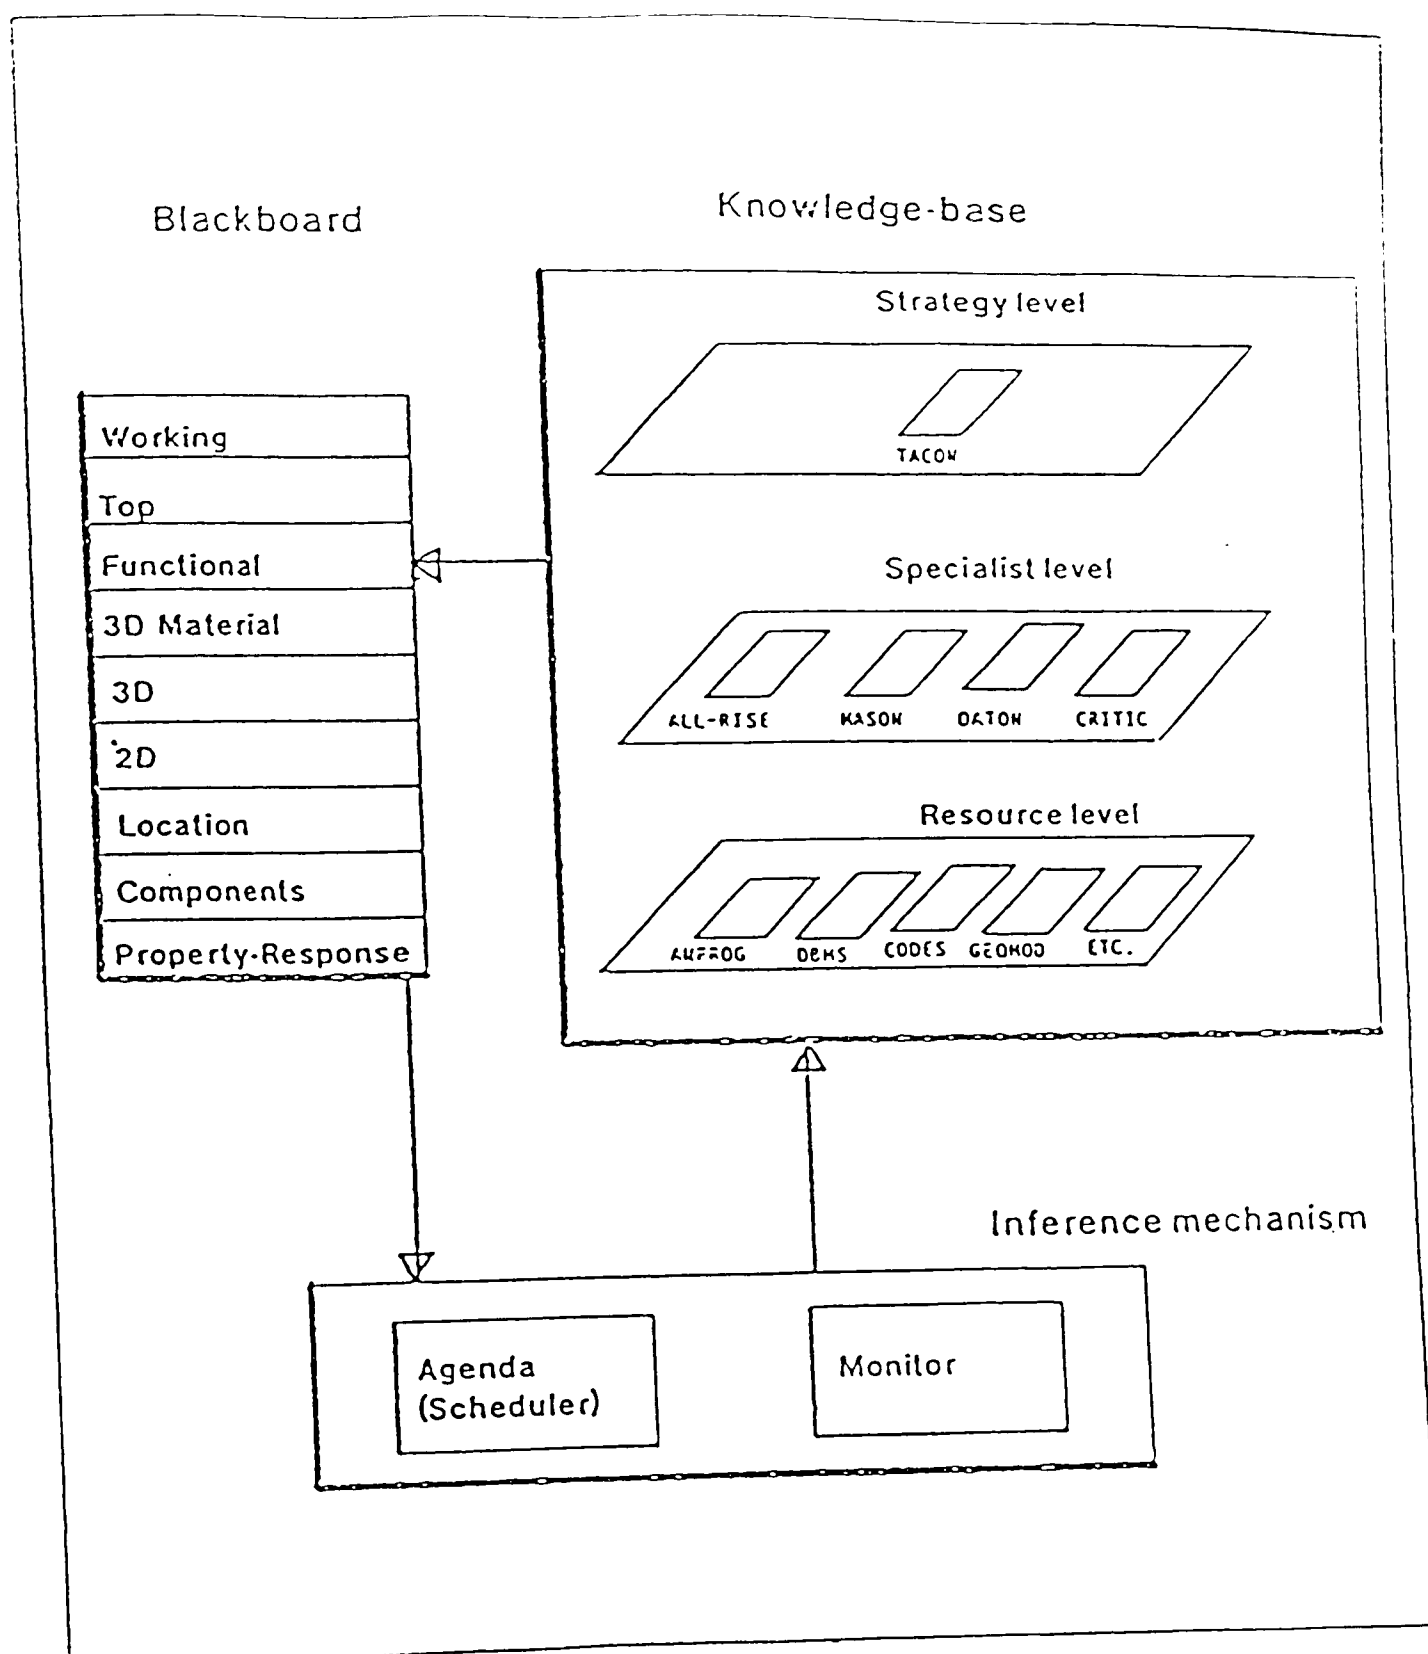 Blackboard
Knowledge-base
Strategy level
TACON
Working
Top
Functional
3D Material
3D
2D
Location
Components
Property-Response
Specialist level
ALL-RISE MASON DATON CRITIC
Resource level
DBMS CODES GEOMOD ETC.
Inference mechanism
Agenda
(Scheduler)
Monitor